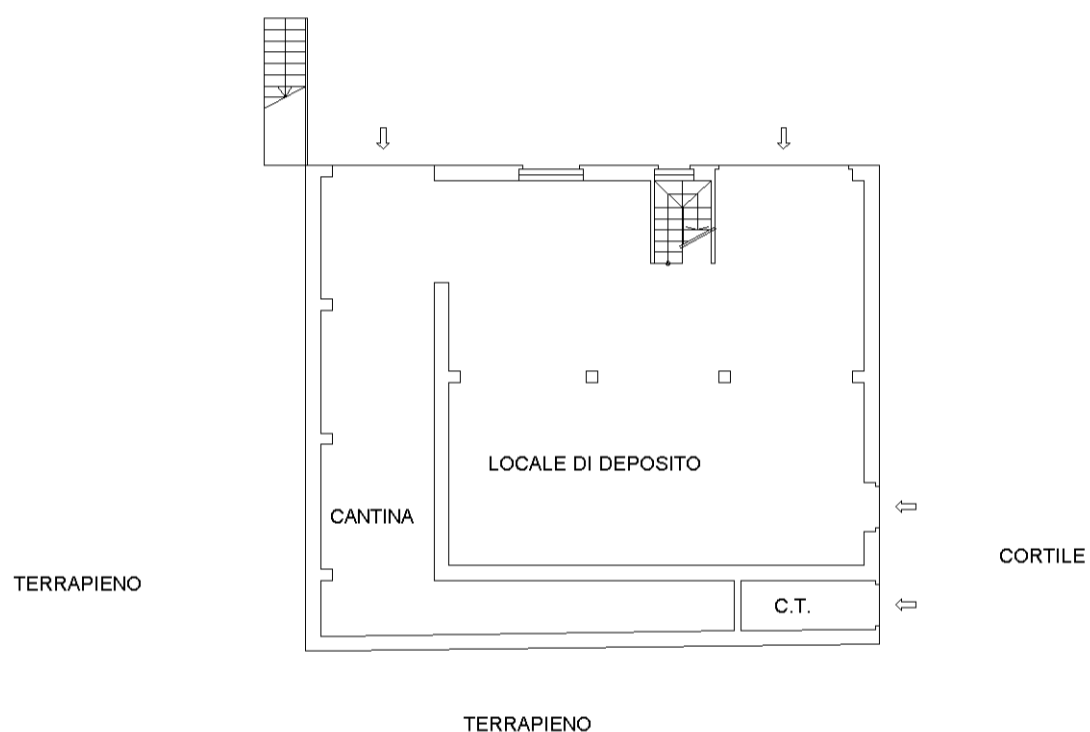 LOCALE DI DEPOSITO
CANTINA
CORTILE
TERRAPIENO
C.T.
TERRAPIENO